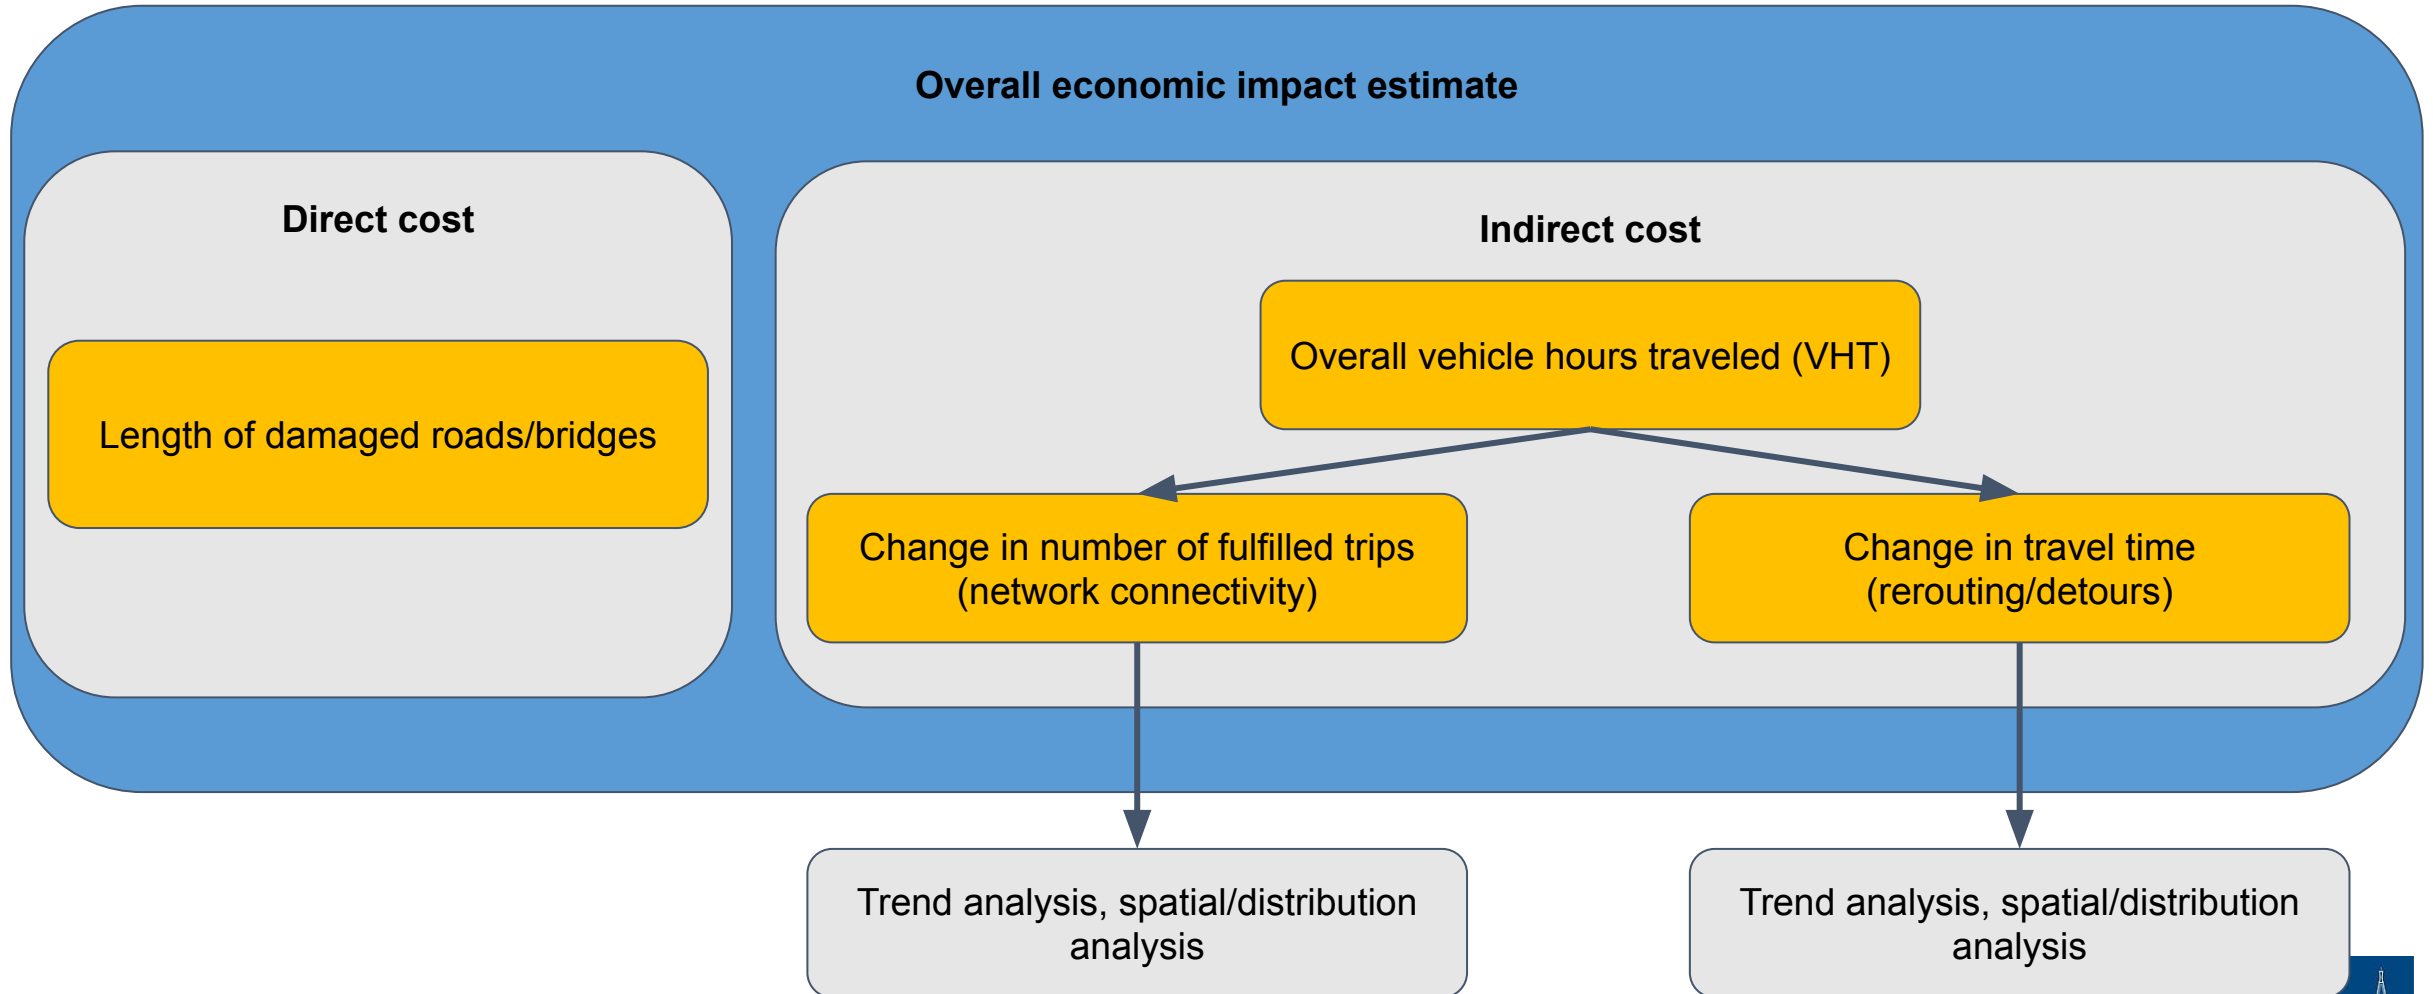 Overall economic impact estimate
Direct cost
Length of damaged roads/bridges
Indirect cost
Overall vehicle hours traveled (VHT)
Change in number of fulfilled trips
(network connectivity)
Change in travel time
(rerouting/detours)
Trend analysis, spatial/distribution
analysis
Trend analysis, spatial/distribution
analysis